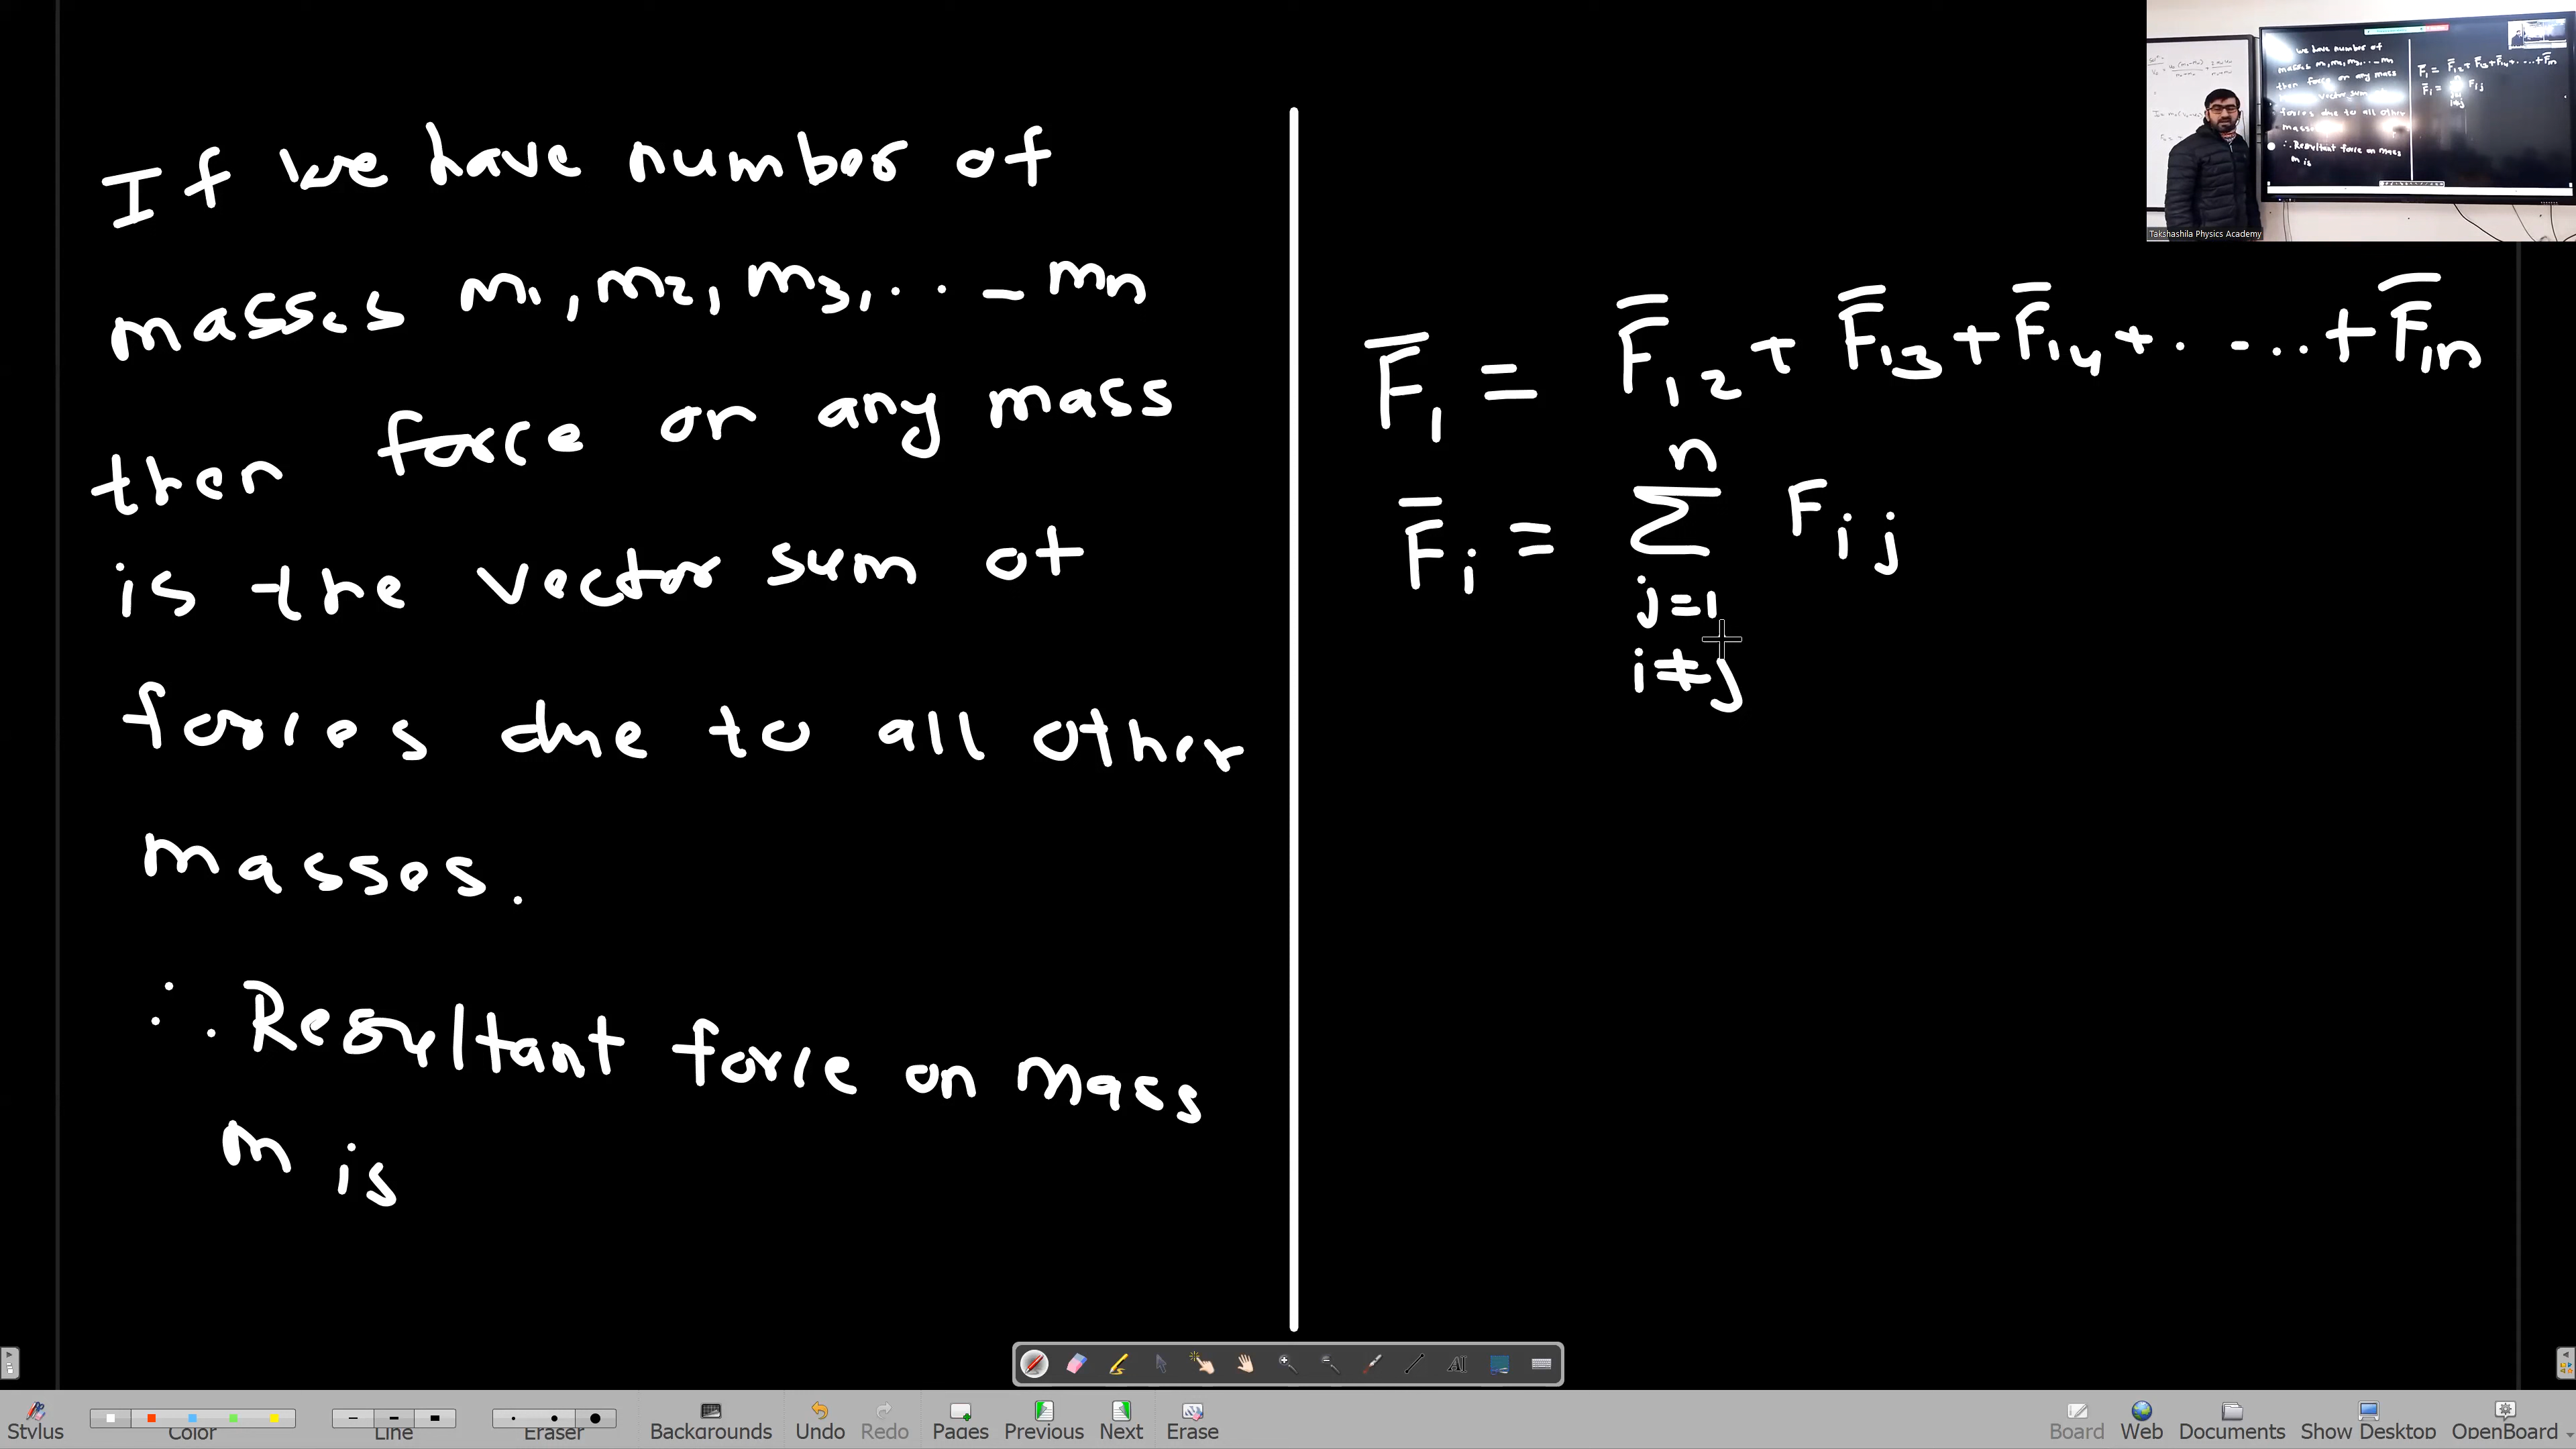 If we have number of
masses m1, m2, m3, .. _ mn
then force on any mass
is the vector sum of
forces due to all other
masses.
∴ Resultant force on mass
m is
F̅1 = F̅12 + F̅13 + F̅14 + ..... + F̅1n
n
F̅i = Σ Fij
j=1
i≠j
Takshashila Physics Academy
Stylus
Color
Line
Eraser
Backgrounds
Undo
Redo
Pages
Previous
Next
Erase
Board
Web
Documents
Show Desktop
OpenBoard